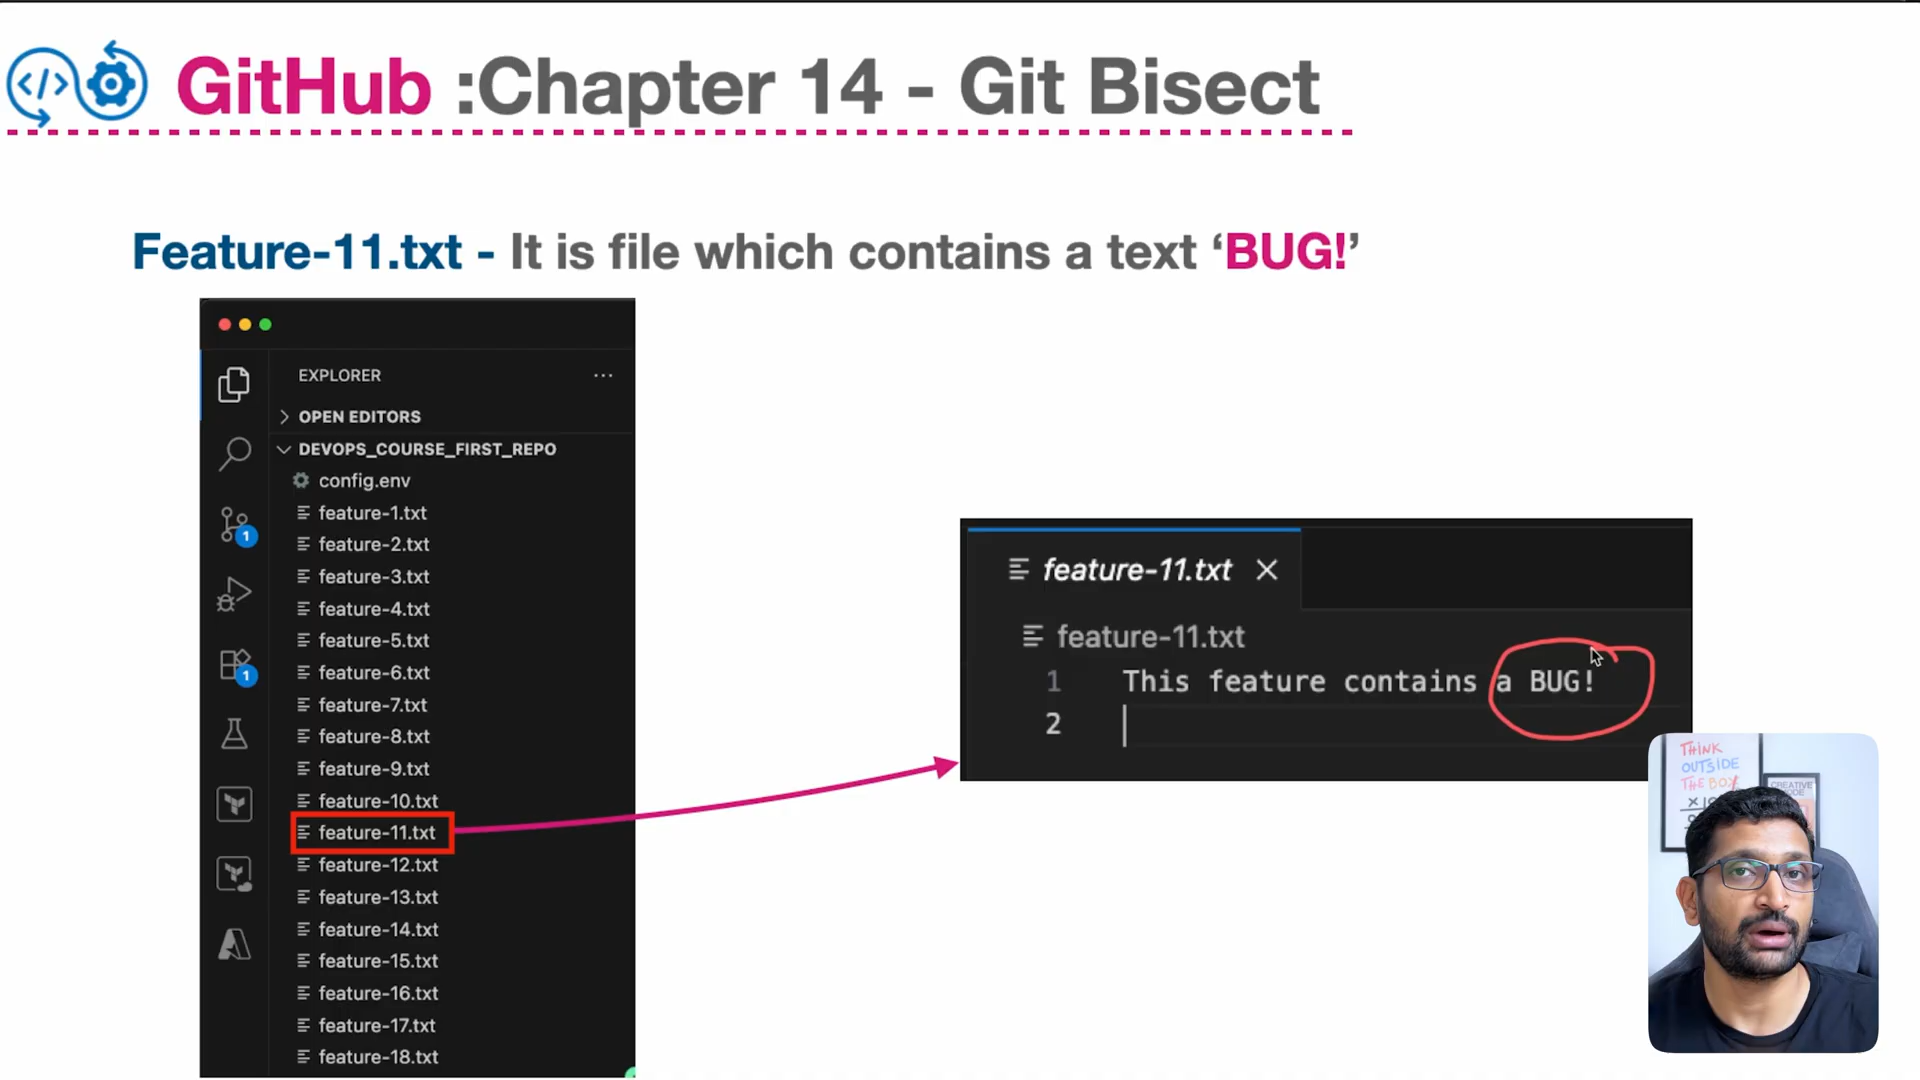 GitHub :Chapter 14 - Git Bisect
Feature-11.txt - It is file which contains a text ‘BUG!’
EXPLORER
OPEN EDITORS
DEVOPS_COURSE_FIRST_REPO
config.env
feature-1.txt
feature-2.txt
feature-3.txt
feature-4.txt
feature-5.txt
feature-6.txt
feature-7.txt
feature-8.txt
feature-9.txt
feature-10.txt
feature-11.txt
feature-12.txt
feature-13.txt
feature-14.txt
feature-15.txt
feature-16.txt
feature-17.txt
feature-18.txt
1
1
feature-11.txt
feature-11.txt
1 This feature contains a BUG!
2
THINK
OUTSIDE
THE BOX
CREATIVE